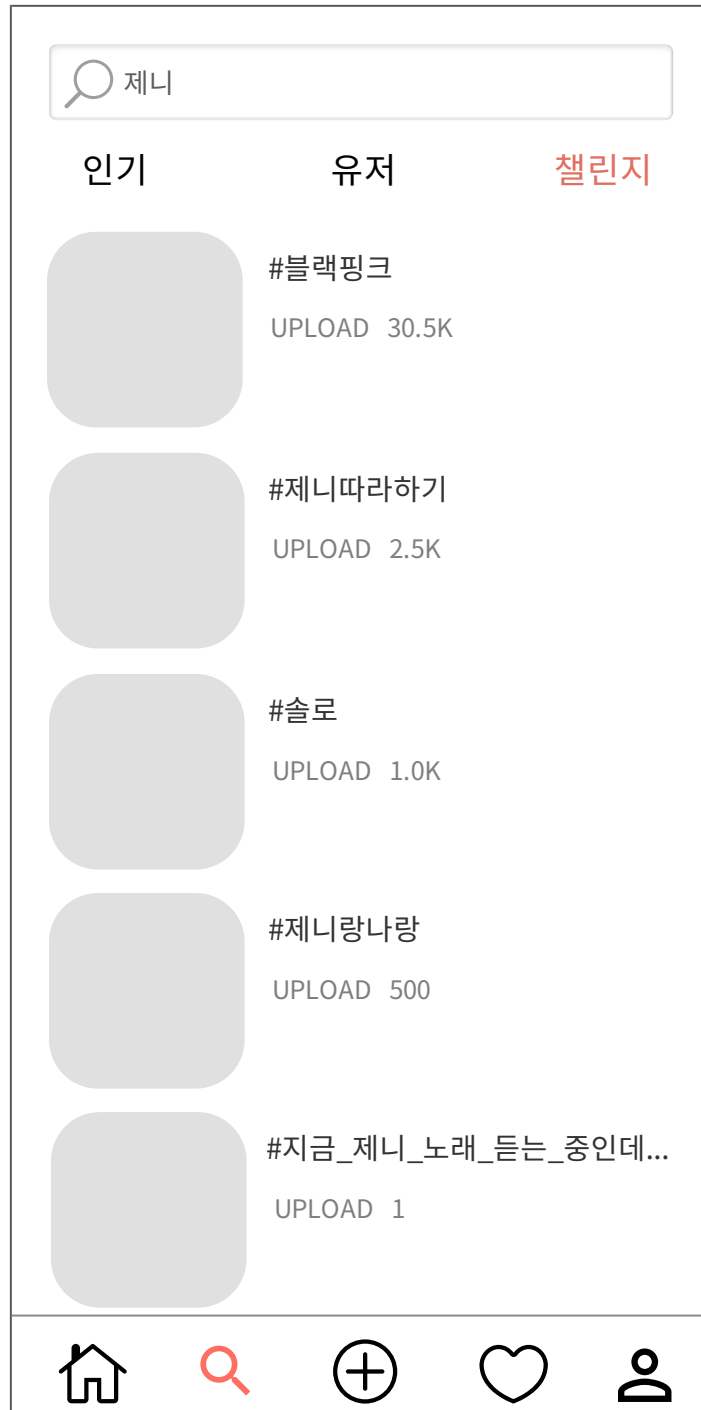 제니
인기 유저 챌린지
#블랙핑크
UPLOAD 30.5K
#제니따라하기
UPLOAD 2.5K
#솔로
UPLOAD 1.0K
#제니랑나랑
UPLOAD 500
#지금_제니_노래_듣는_중인데...
UPLOAD 1